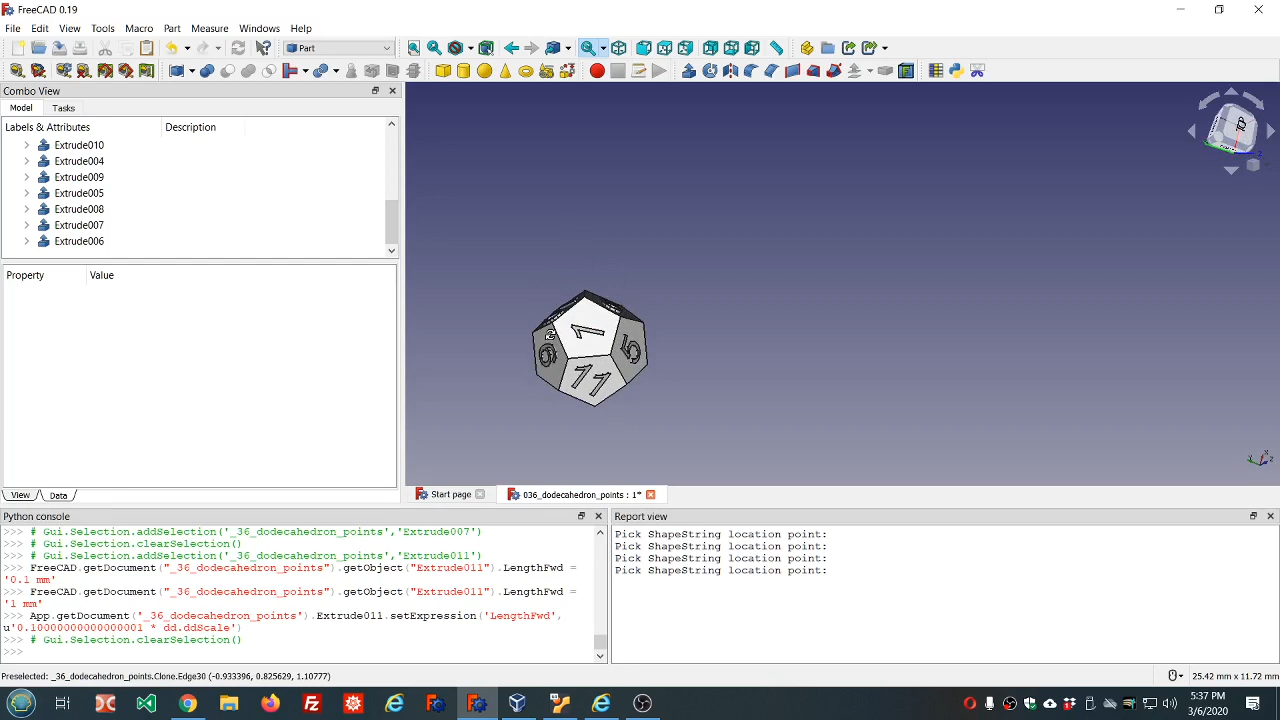 FreeCAD 0.19
File Edit View Tools Macro Part Measure Windows Help
Part
Combo View
Model Tasks
Labels & Attributes Description
Extrude010
Extrude004
Extrude009
Extrude005
Extrude008
Extrude007
Extrude006
Property Value
View Data
TOP
1
11
5
Start page
036_dodecahedron_points : 1*
Python console
>>> # Gui.Selection.addSelection('_36_dodecahedron_points','Extrude007')
>>> # Gui.Selection.clearSelection()
>>> # Gui.Selection.addSelection('_36_dodecahedron_points','Extrude011')
>>> FreeCAD.getDocument("_36_dodecahedron_points").getObject("Extrude011").LengthFwd =
'0.1 mm'
>>> FreeCAD.getDocument("_36_dodecahedron_points").getObject("Extrude011").LengthFwd =
'1 mm'
>>> App.getDocument('_36_dodecahedron_points').Extrude011.setExpression('LengthFwd',
u'0.10000000000000001 * dd.ddScale')
>>> # Gui.Selection.clearSelection()
>>>
Report view
Pick ShapeString location point:
Pick ShapeString location point:
Pick ShapeString location point:
Pick ShapeString location point:
Preselected: _36_dodecahedron_points.Clone.Edge30 (-0.933396, 0.825629, 1.10777)
25.42 mm x 11.72 mm
5:37 PM
3/6/2020